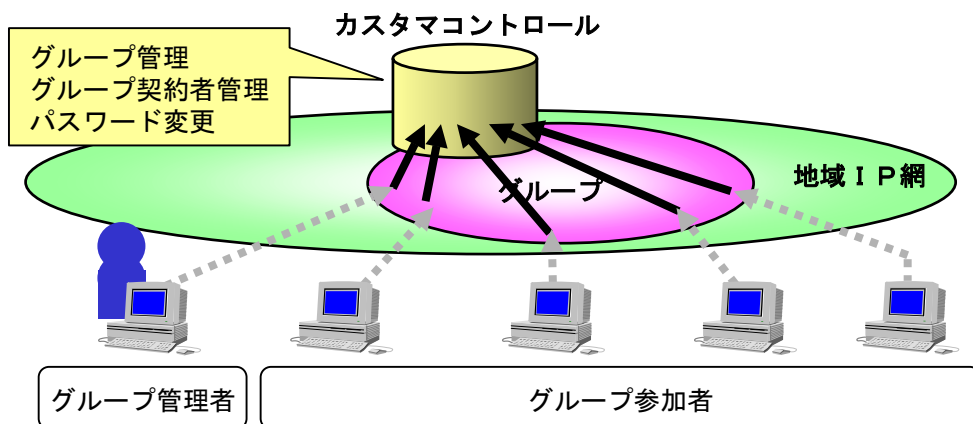 カスタマコントロール
グループ管理
グループ契約者管理
パスワード変更
地域ＩＰ網
グループ
グループ管理者
グループ参加者